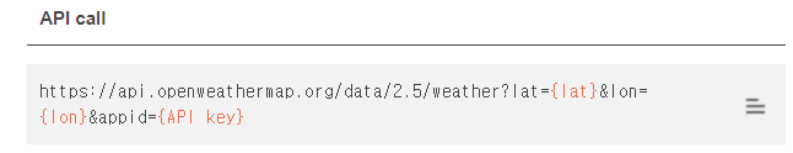 API call
https://api.openweathermap.org/data/2.5/weather?lat={lat}&lon=
{lon}&appid={API key}